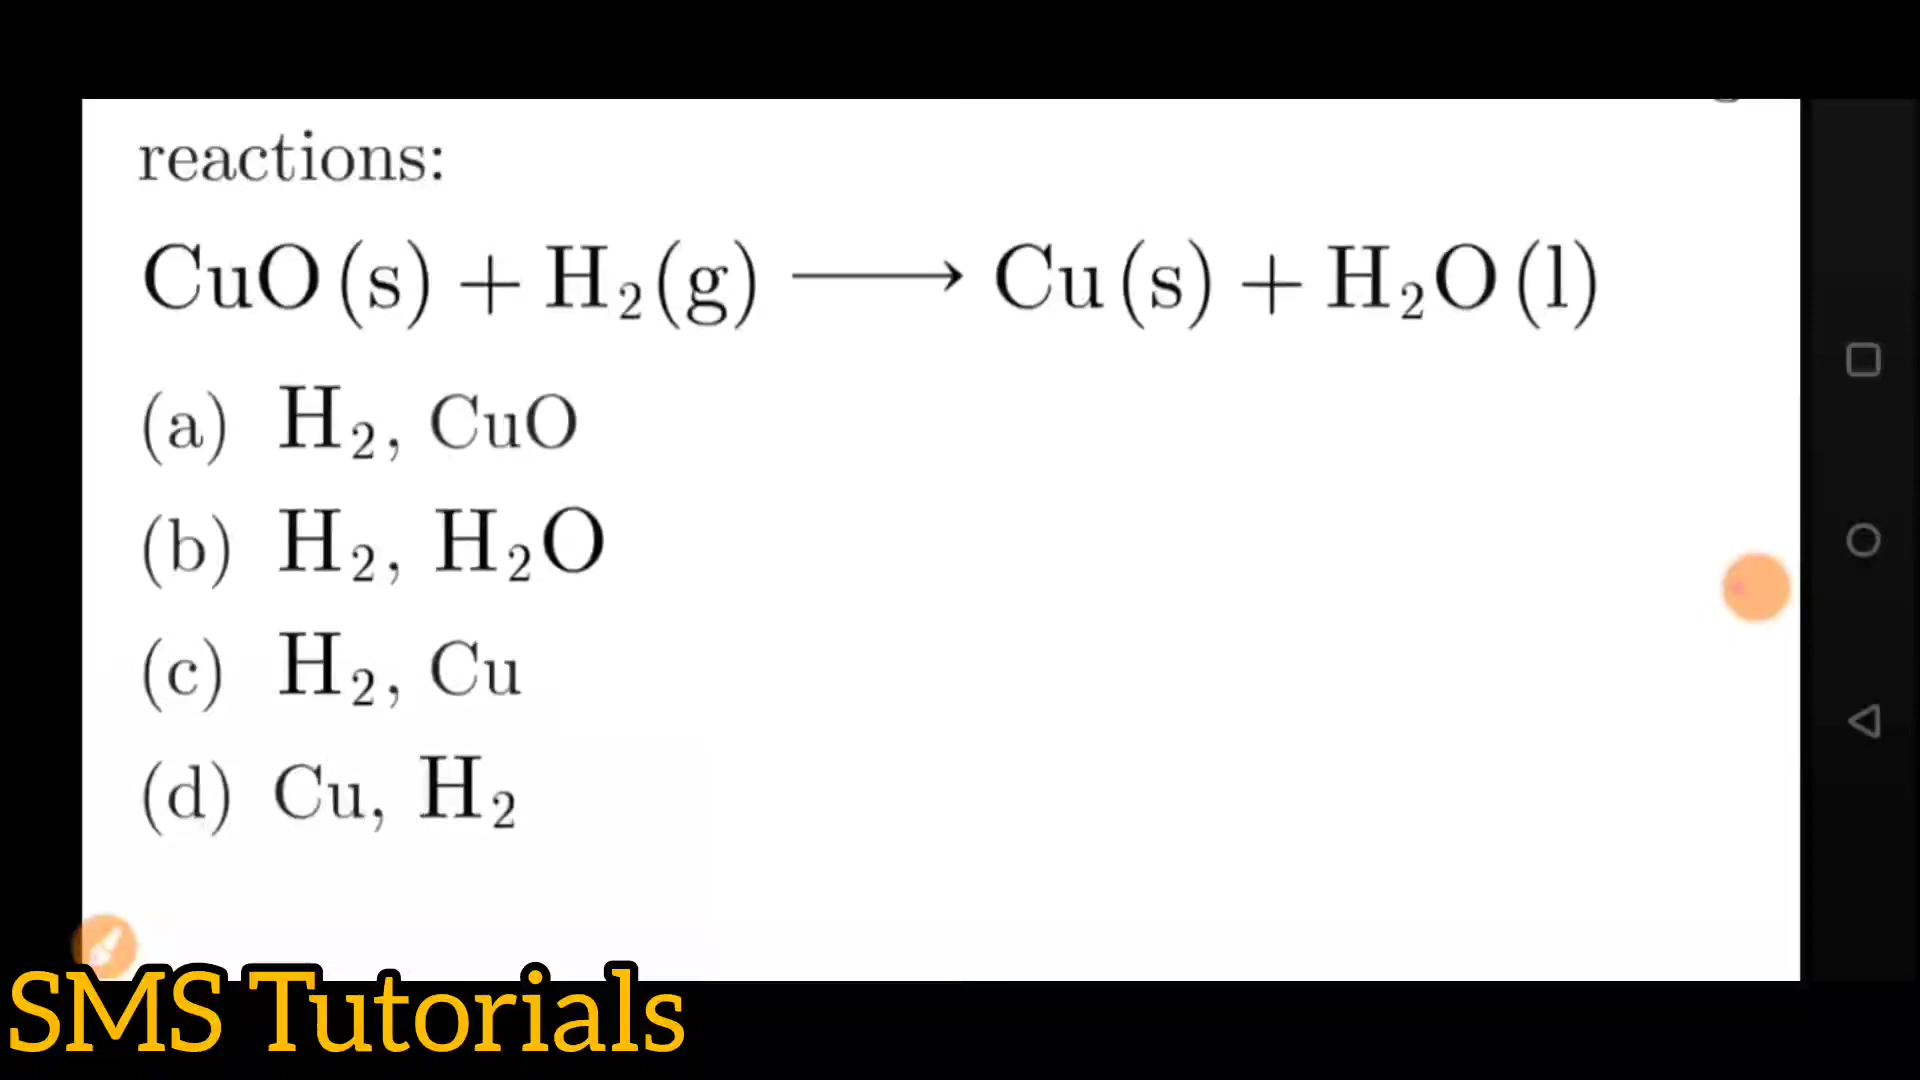 reactions:
CuO (s) + H₂(g) ⟶ Cu (s) + H₂O (l)
(a) H₂, CuO
(b) H₂, H₂O
(c) H₂, Cu
(d) Cu, H₂
SMS Tutorials